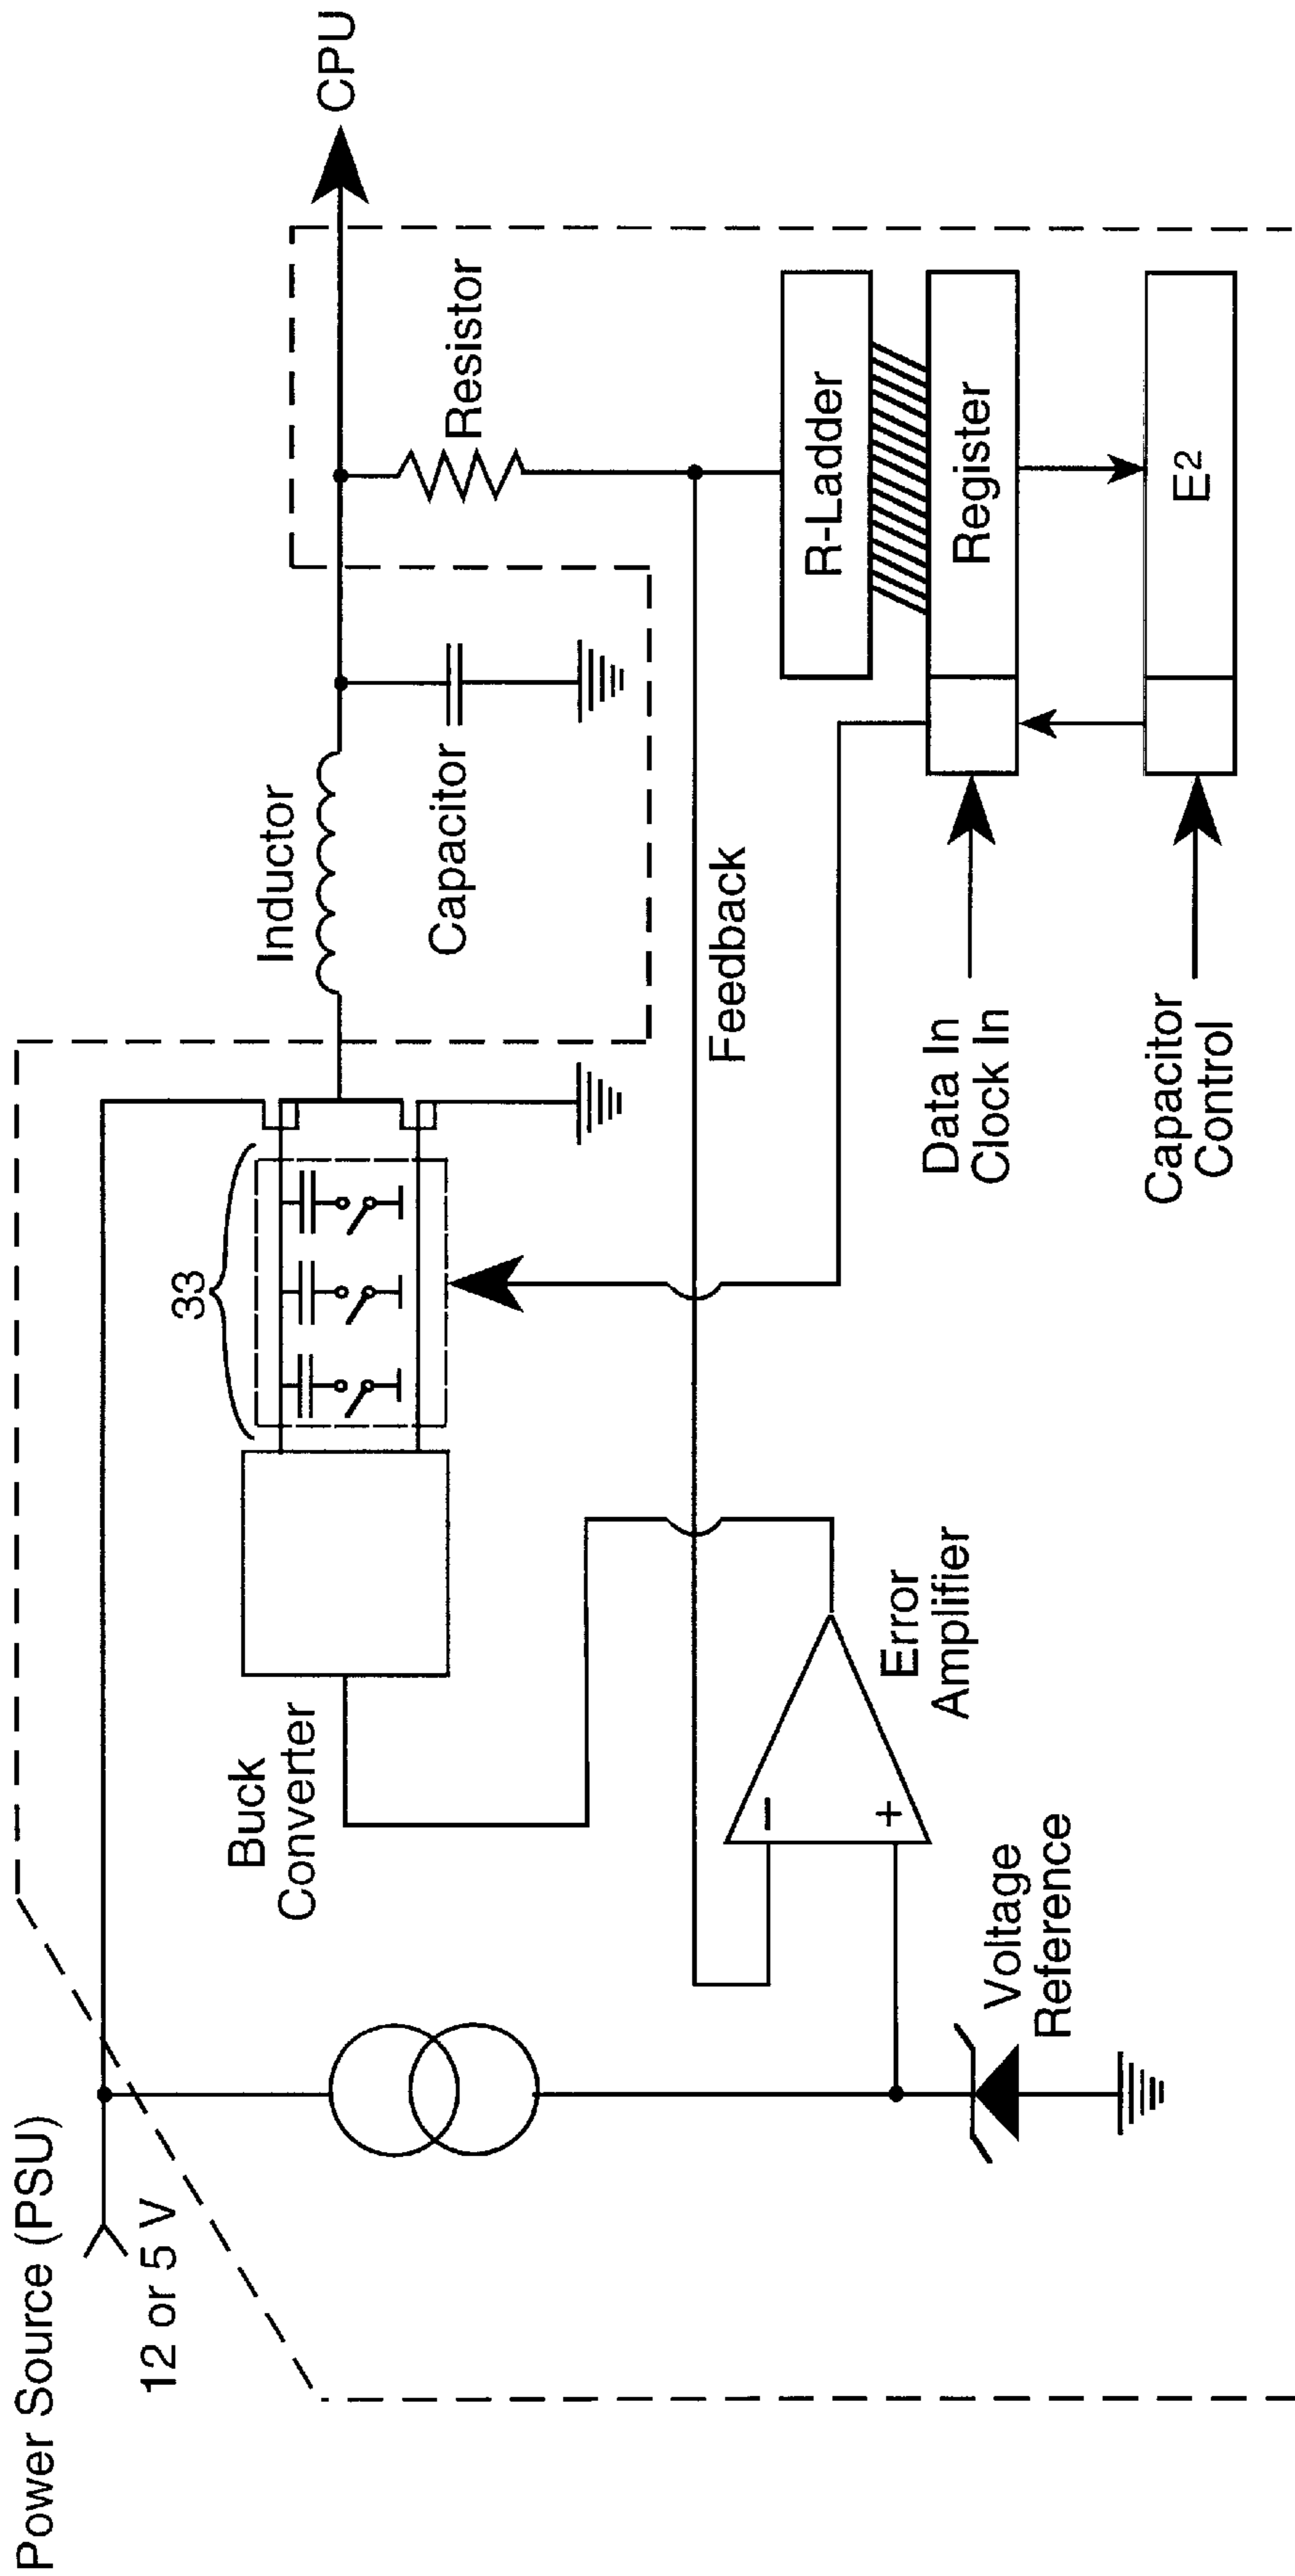 Power Source (PSU)
12 or 5 V
Buck
Converter
33
Inductor
Capacitor
CPU
Resistor
Feedback
Error
Amplifier
–
+
Voltage
Reference
R-Ladder
Register
E2
Data In
Clock In
Capacitor
Control